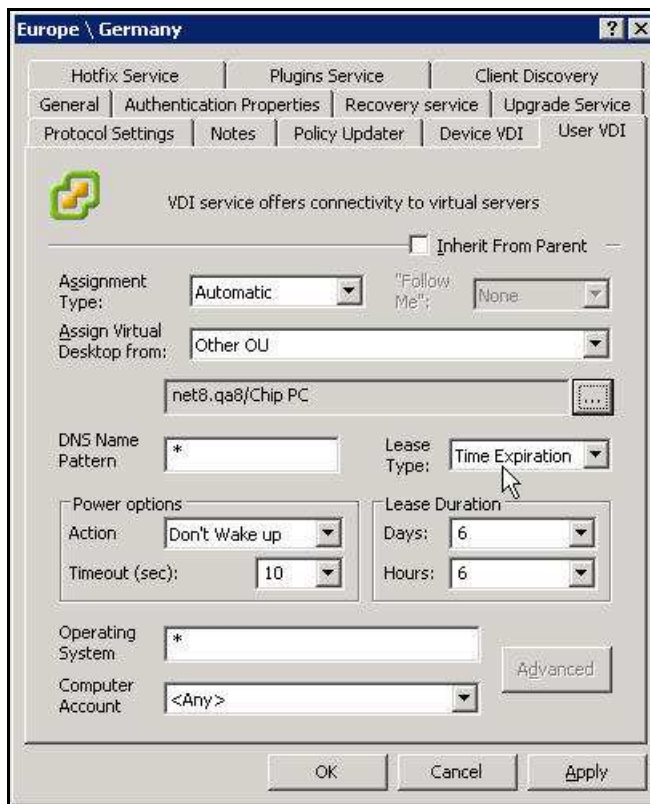 Europe \ Germany
Hotfix Service Plugins Service Client Discovery
General Authentication Properties Recovery service Upgrade Service
Protocol Settings Notes Policy Updater Device VDI User VDI
VDI service offers connectivity to virtual servers
Inherit From Parent
Assignment Type: Automatic "Follow Me": None
Assign Virtual Desktop from: Other OU
net8.qa8/Chip PC ...
DNS Name Pattern * Lease Type: Time Expiration
Power options Lease Duration
Action Don't Wake up Days: 6
Timeout (sec): 10 Hours: 6
Operating System *
Advanced
Computer Account <Any>
OK Cancel Apply